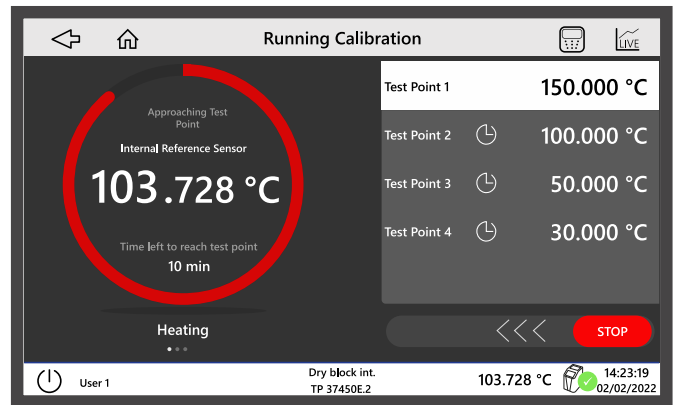 Running Calibration
LIVE
Approaching Test
Point
Internal Reference Sensor
103.728 °C
Time left to reach test point
10 min
Heating
Test Point 1 150.000 °C
Test Point 2 100.000 °C
Test Point 3 50.000 °C
Test Point 4 30.000 °C
STOP
User 1
Dry block int.
TP 37450E.2
103.728 °C
14:23:19
02/02/2022